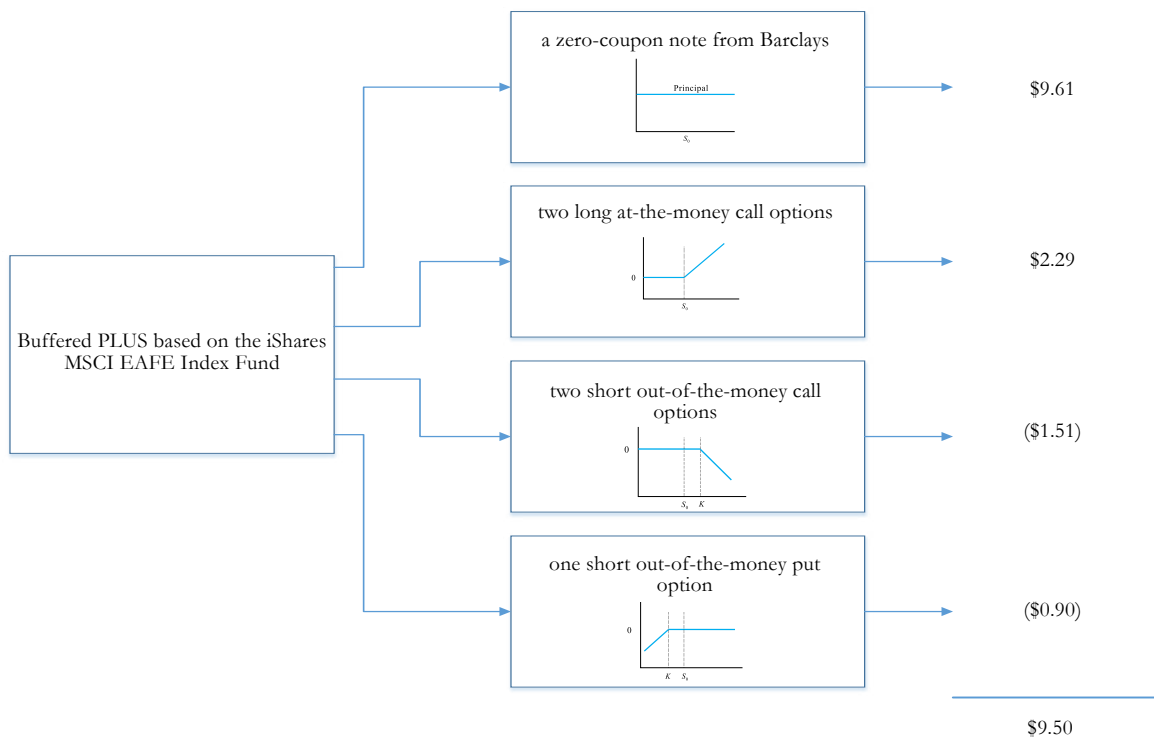 a zero-coupon note from Barclays
Principal
S₀
$9.61
two long at-the-money call options
0
S₀
$2.29
Buffered PLUS based on the iShares
MSCI EAFE Index Fund
two short out-of-the-money call
options
0
S₀ K
($1.51)
one short out-of-the-money put
option
0
K S₀
($0.90)
$9.50